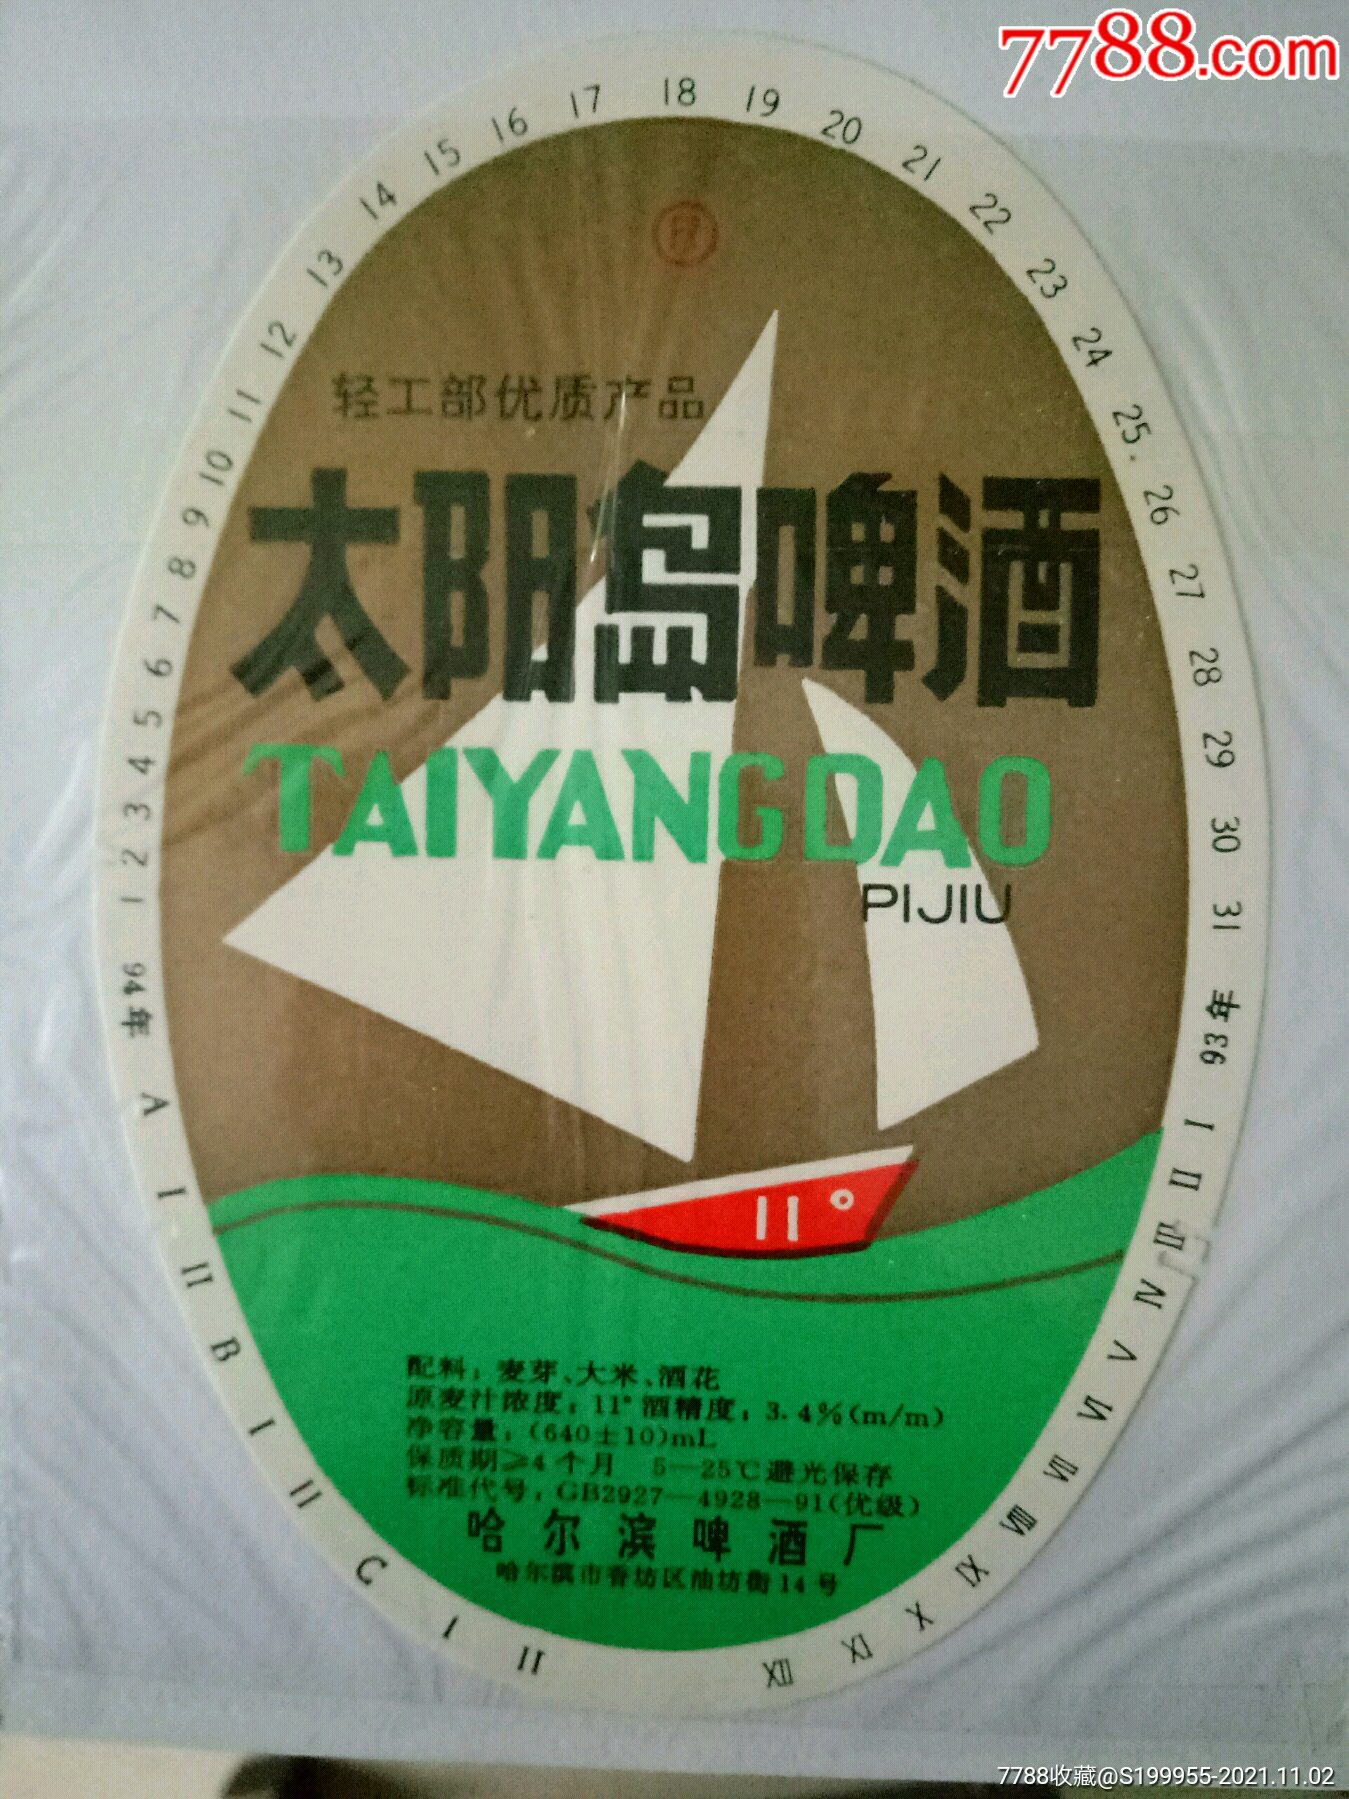 7788.com
轻工部优质产品
太阳岛啤酒
TAIYANGDAO
PIJIU
11°
配料：麦芽、大米、酒花
原麦汁浓度：11° 酒精度：3.4%(m/m)
净容量：(640±10)mL
保质期≥4个月 5—25℃避光保存
标准代号：GB2927—4928—91(优级)
哈尔滨啤酒厂
哈尔滨市香坊区油坊街14号
94年 1 2 3 4 5 6 7 8 9 10 11 12 13 14 15 16 17 18 19 20 21 22 23 24 25. 26 27 28 29 30 31 年93
I II III IV V VI VII VIII IX X XI XII
A I II B I II C I II
7788收藏@S199955-2021.11.02